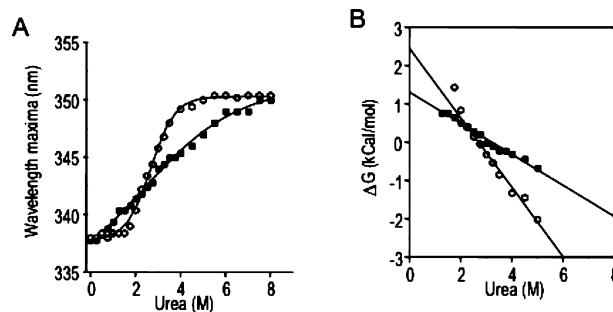 A
Wavelength maxima (nm)
355
350
345
340
335
0 2 4 6 8
Urea (M)
B
ΔG (kCal/mol)
3
2
1
0
-1
-2
-3
0 2 4 6 8
Urea (M)